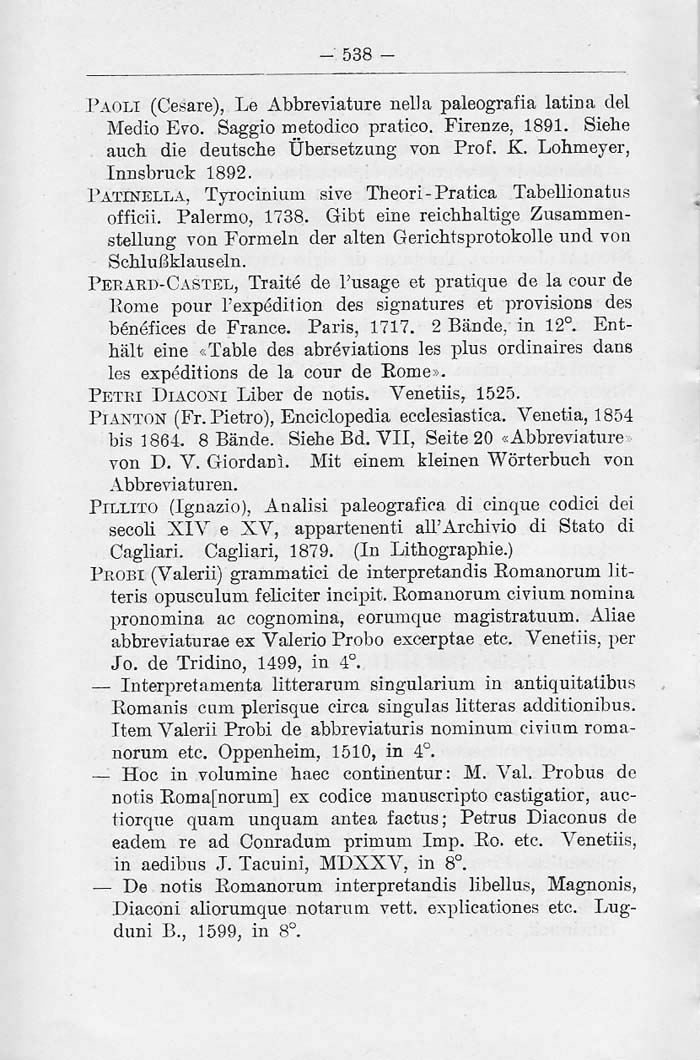 — 538 —
PAOLI (Cesare), Le Abbreviature nella paleografia latina del
Medio Evo. Saggio metodico pratico. Firenze, 1891. Siehe
auch die deutsche Übersetzung von Prof. K. Lohmeyer,
Innsbruck 1892.
PATINELLA, Tyrocinium sive Theori-Pratica Tabellionatus
officii. Palermo, 1738. Gibt eine reichhaltige Zusammen-
stellung von Formeln der alten Gerichtsprotokolle und von
Schlußklauseln.
PERARD-CASTEL, Traité de l'usage et pratique de la cour de
Rome pour l'expédition des signatures et provisions des
bénéfices de France. Paris, 1717. 2 Bände, in 12°. Ent-
hält eine «Table des abréviations les plus ordinaires dans
les expéditions de la cour de Rome».
PETRI DIACONI Liber de notis. Venetiis, 1525.
PIANTON (Fr. Pietro), Enciclopedia ecclesiastica. Venetia, 1854
bis 1864. 8 Bände. Siehe Bd. VII, Seite 20 «Abbreviature»
von D. V. Giordani. Mit einem kleinen Wörterbuch von
Abbreviaturen.
PILLITO (Ignazio), Analisi paleografica di cinque codici dei
secoli XIV e XV, appartenenti all'Archivio di Stato di
Cagliari. Cagliari, 1879. (In Lithographie.)
PROBI (Valerii) grammatici de interpretandis Romanorum lit-
teris opusculum feliciter incipit. Romanorum civium nomina
pronomina ac cognomina, eorumque magistratuum. Aliae
abbreviaturae ex Valerio Probo excerptae etc. Venetiis, per
Jo. de Tridino, 1499, in 4°.
— Interpretamenta litterarum singularium in antiquitatibus
Romanis cum plerisque circa singulas litteras additionibus.
Item Valerii Probi de abbreviaturis nominum civium roma-
norum etc. Oppenheim, 1510, in 4°.
— Hoc in volumine haec continentur: M. Val. Probus de
notis Roma[norum] ex codice manuscripto castigatior, auc-
tiorque quam unquam antea factus; Petrus Diaconus de
eadem re ad Conradum primum Imp. Ro. etc. Venetiis,
in aedibus J. Tacuini, MDXXV, in 8°.
— De notis Romanorum interpretandis libellus, Magnonis,
Diaconi aliorumque notarum vett. explicationes etc. Lug-
duni B., 1599, in 8°.